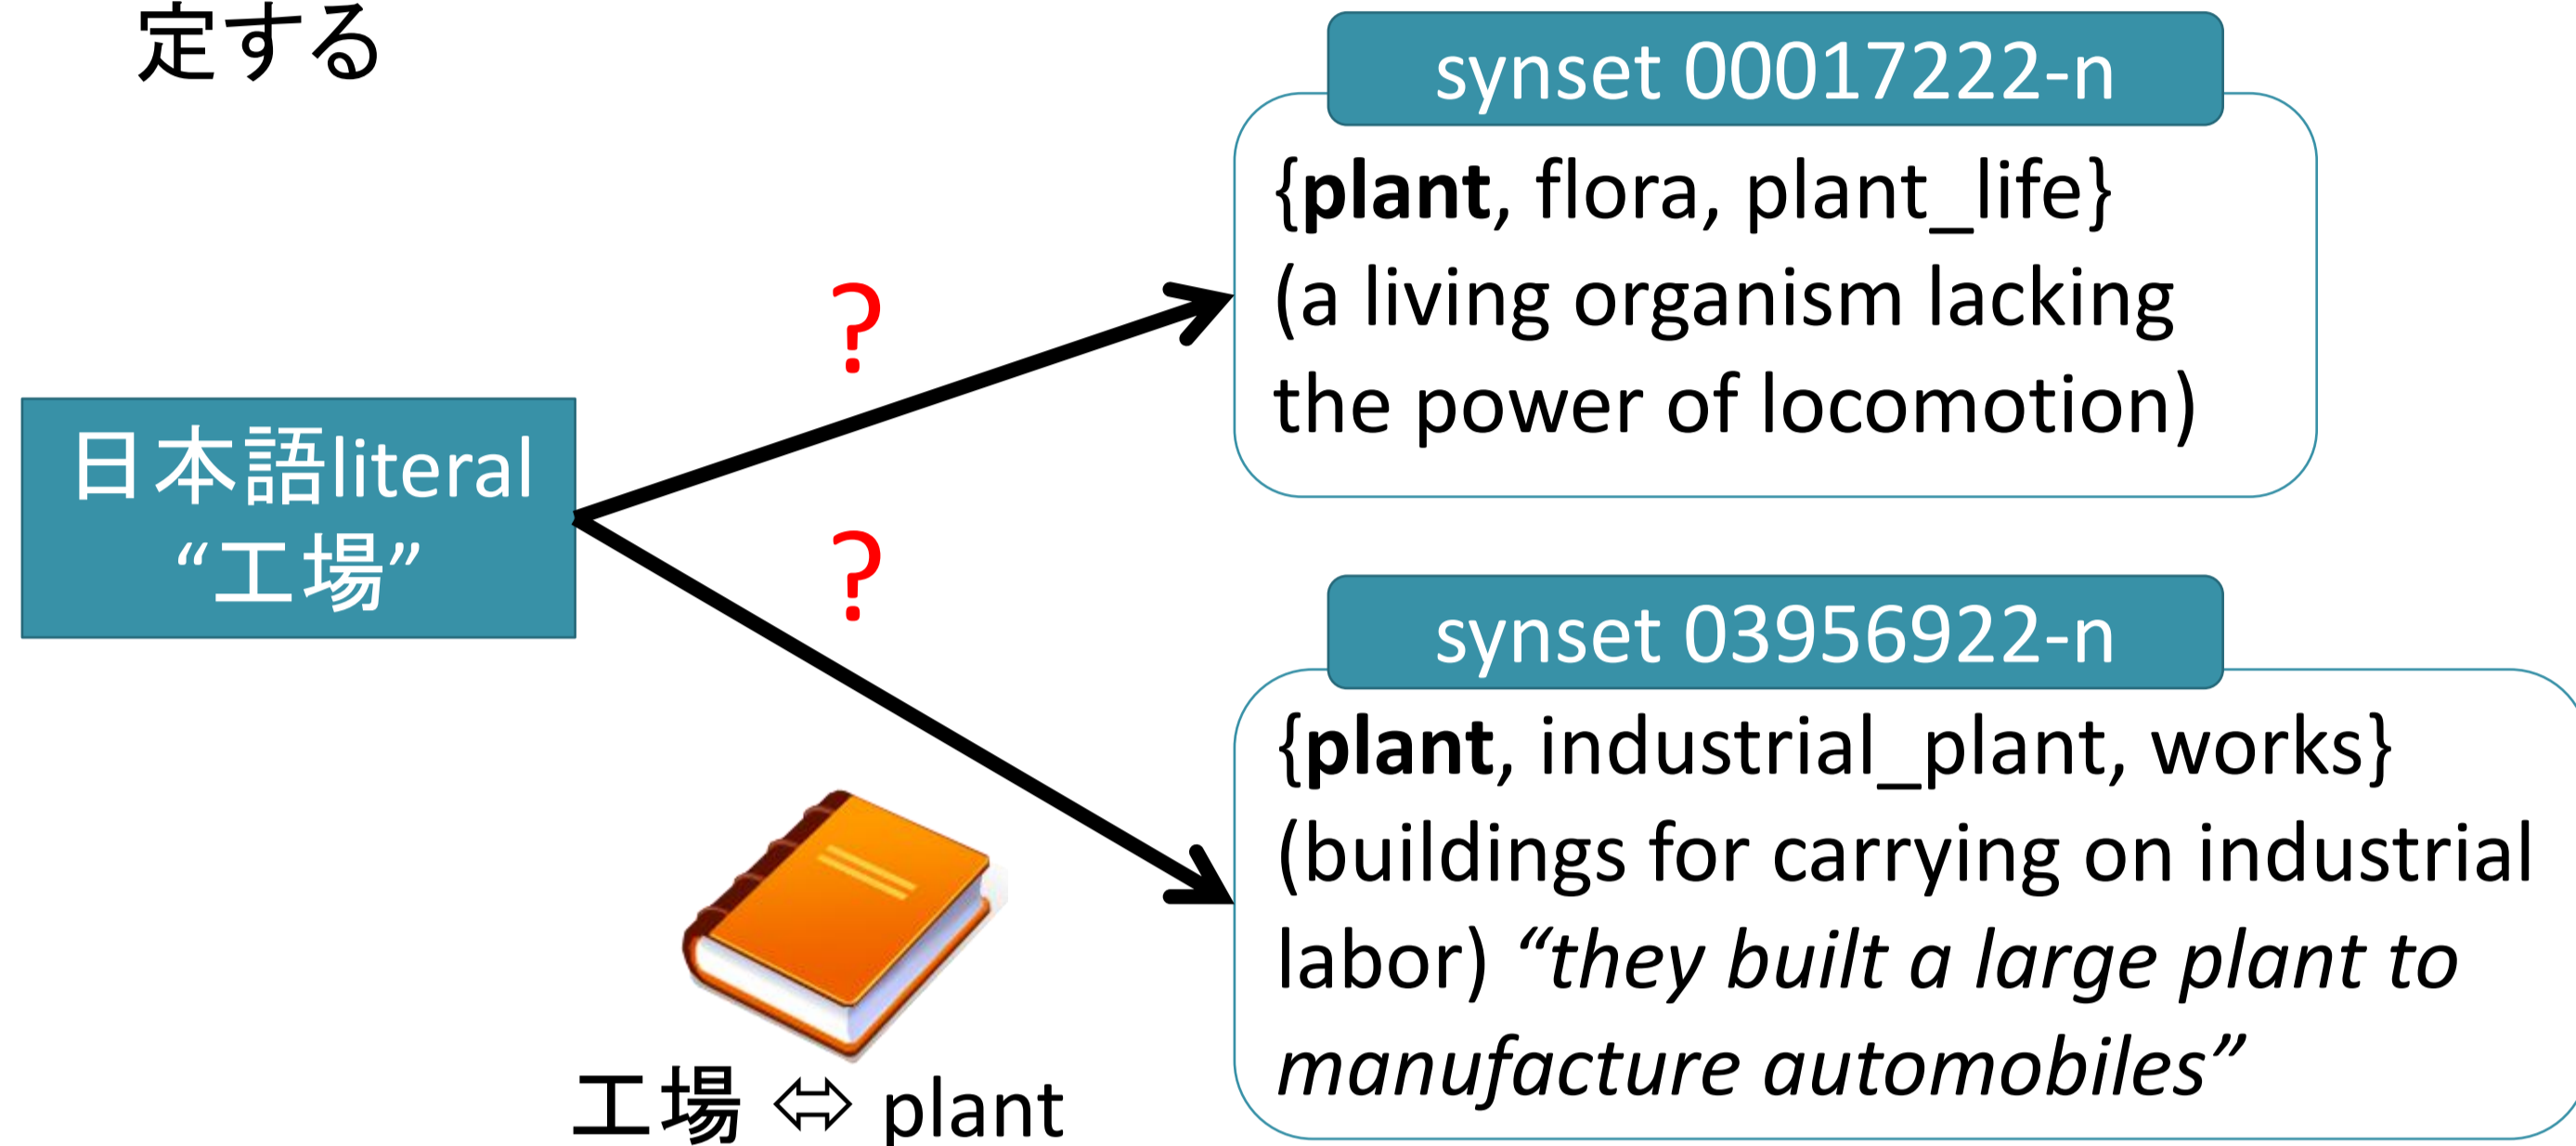 定する
日本語literal
“工場”
?
?
工場 ⇔ plant
synset 00017222-n
{plant, flora, plant_life}
(a living organism lacking
the power of locomotion)
synset 03956922-n
{plant, industrial_plant, works}
(buildings for carrying on industrial
labor) “they built a large plant to
manufacture automobiles”